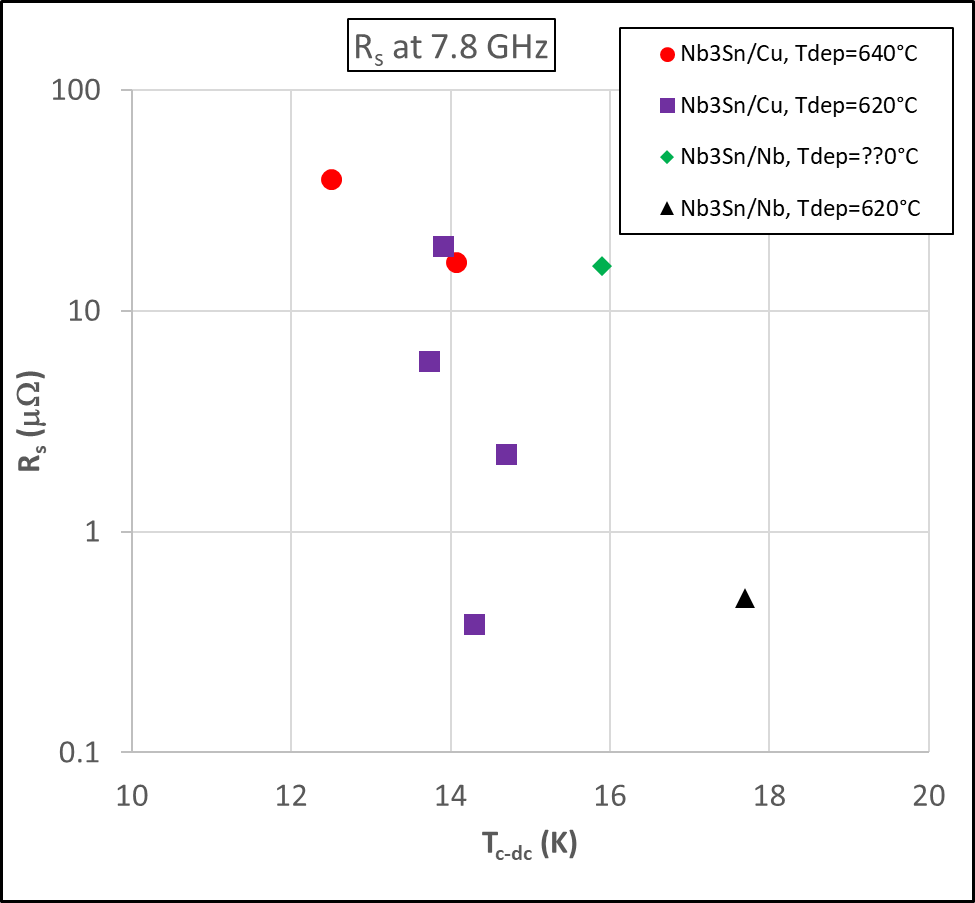 Rs at 7.8 GHz
Nb3Sn/Cu, Tdep=640°C
Nb3Sn/Cu, Tdep=620°C
Nb3Sn/Nb, Tdep=??0°C
Nb3Sn/Nb, Tdep=620°C
100
10
1
0.1
Rs (μΩ)
10 12 14 16 18 20
Tc-dc (K)